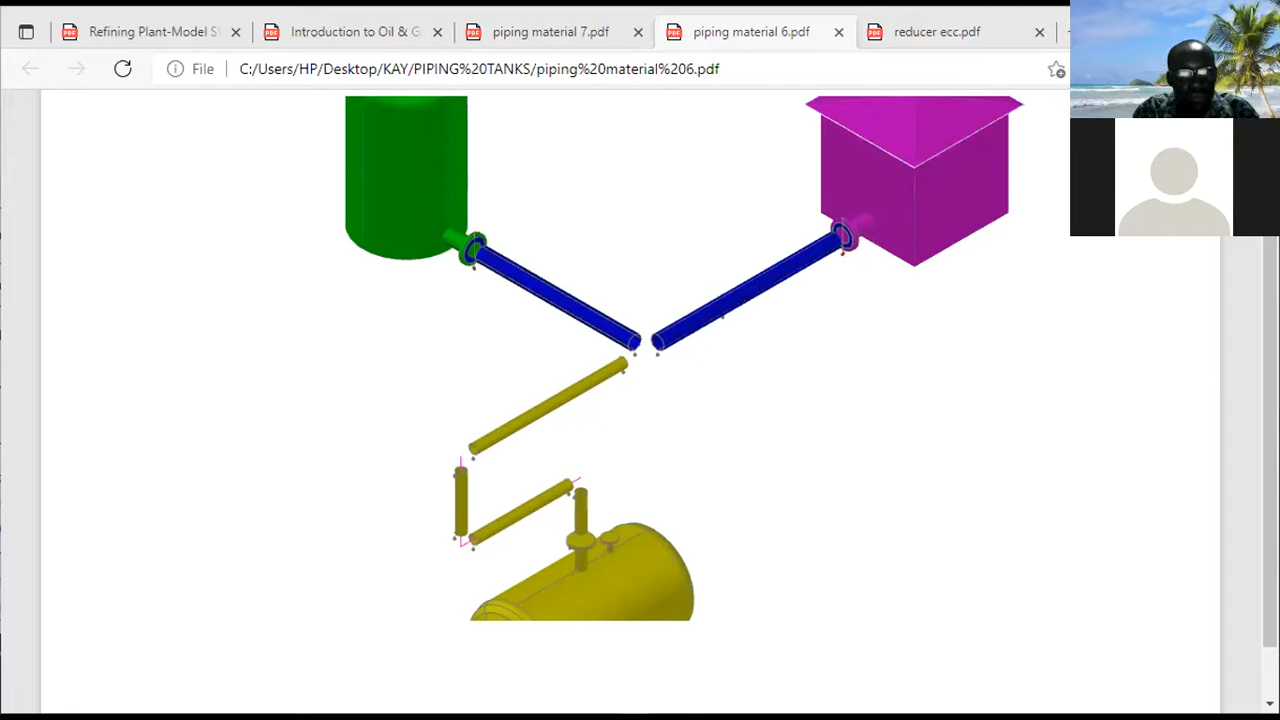 Refining Plant-Model S
Introduction to Oil & G
piping material 7.pdf
piping material 6.pdf
reducer ecc.pdf
File
C:/Users/HP/Desktop/KAY/PIPING%20TANKS/piping%20material%206.pdf